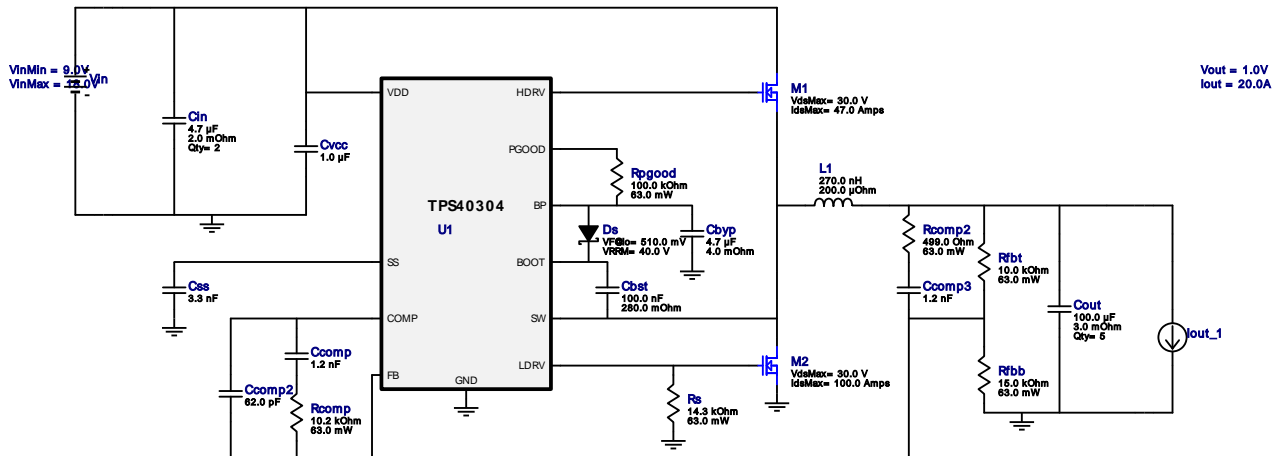 VinMin = 9.0V
VinMax = 18.0V
Vin
Cin
4.7 µF
2.0 mOhm
Qty= 2
Cvcc
1.0 µF
VDD
HDRV
PGOOD
TPS40304
BP
U1
SS
BOOT
COMP
SW
LDRV
FB
GND
M1
VdsMax= 30.0 V
IdsMax= 47.0 Amps
Vout = 1.0V
Iout = 20.0A
Rpgood
100.0 kOhm
63.0 mW
L1
270.0 nH
200.0 µOhm
Ds
VF@Io= 510.0 mV
VRRM= 40.0 V
Cbyp
4.7 µF
4.0 mOhm
Rcomp2
499.0 Ohm
63.0 mW
Rfbt
10.0 kOhm
63.0 mW
Css
3.3 nF
Cbst
100.0 nF
280.0 mOhm
Ccomp3
1.2 nF
Cout
100.0 µF
3.0 mOhm
Qty= 5
Iout_1
Ccomp
1.2 nF
Ccomp2
62.0 pF
Rcomp
10.2 kOhm
63.0 mW
M2
VdsMax= 30.0 V
IdsMax= 100.0 Amps
Rs
14.3 kOhm
63.0 mW
Rfbb
15.0 kOhm
63.0 mW